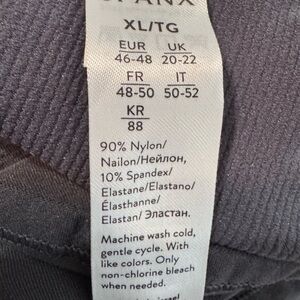 SPANX
XL/TG
EUR UK
46-48 20-22
FR IT
48-50 50-52
KR
88
90% Nylon/
Nailon/Нейлон,
10% Spandex/
Elastane/Elastano/
Élasthanne/
Elastan/ Эластан.
Machine wash cold,
gentle cycle. With
like colors. Only
non-chlorine bleach
when needed.